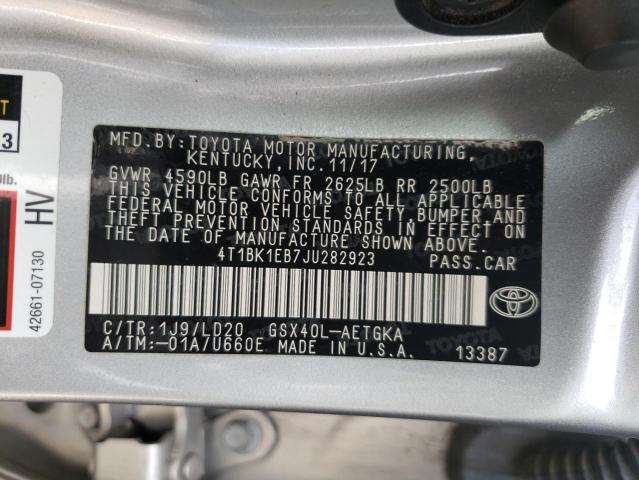 MFD.BY:TOYOTA MOTOR MANUFACTURING,
KENTUCKY, INC. 11/17
GVWR 4590LB GAWR FR 2625LB RR 2500LB
THIS VEHICLE CONFORMS TO ALL APPLICABLE
FEDERAL MOTOR VEHICLE SAFETY, BUMPER AND
THEFT PREVENTION STANDARDS IN EFFECT ON
THE DATE OF MANUFACTURE SHOWN ABOVE.
4T1BK1EB7JU282923 PASS.CAR
C/TR:1J9/LD20 GSX40L-AETGKA
A/TM:-01A/U660E MADE IN U.S.A. 13387
TOYOTA
HV
42661-07130
lb.
3